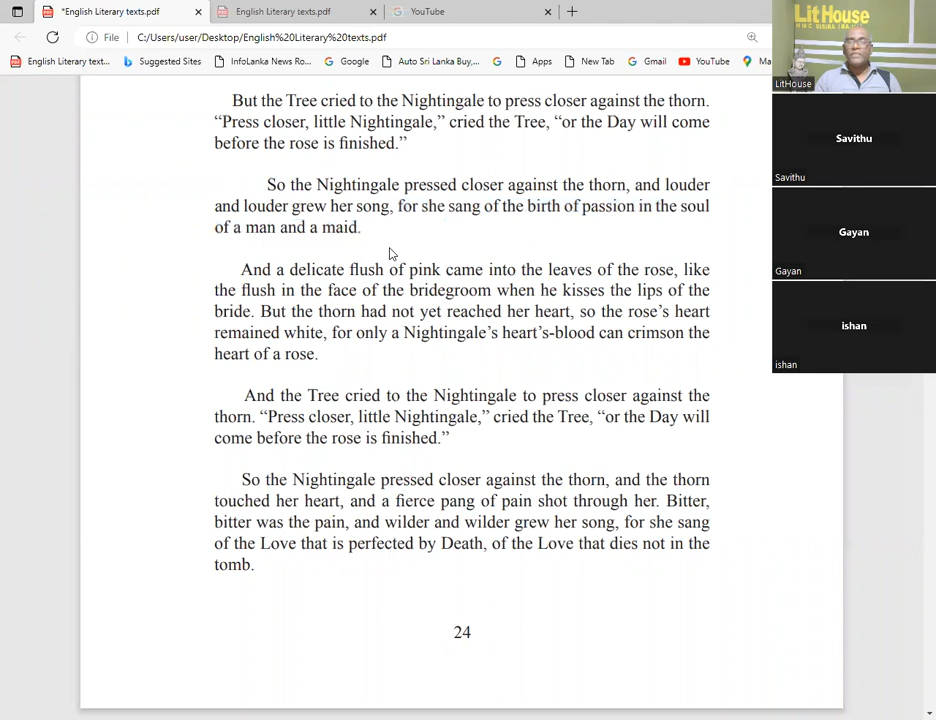 *English Literary texts.pdf
English Literary texts.pdf
YouTube
File
C:/Users/user/Desktop/English%20Literary%20texts.pdf
English Literary text...
Suggested Sites
InfoLanka News Ro...
Google
Auto Sri Lanka Buy,...
Apps
New Tab
Gmail
YouTube
Ma
But the Tree cried to the Nightingale to press closer against the thorn.
“Press closer, little Nightingale,” cried the Tree, “or the Day will come
before the rose is finished.”
So the Nightingale pressed closer against the thorn, and louder
and louder grew her song, for she sang of the birth of passion in the soul
of a man and a maid.
And a delicate flush of pink came into the leaves of the rose, like
the flush in the face of the bridegroom when he kisses the lips of the
bride. But the thorn had not yet reached her heart, so the rose’s heart
remained white, for only a Nightingale’s heart’s-blood can crimson the
heart of a rose.
And the Tree cried to the Nightingale to press closer against the
thorn. “Press closer, little Nightingale,” cried the Tree, “or the Day will
come before the rose is finished.”
So the Nightingale pressed closer against the thorn, and the thorn
touched her heart, and a fierce pang of pain shot through her. Bitter,
bitter was the pain, and wilder and wilder grew her song, for she sang
of the Love that is perfected by Death, of the Love that dies not in the
tomb.
24
LitHouse
LitHouse
Savithu
Savithu
Gayan
Gayan
ishan
ishan